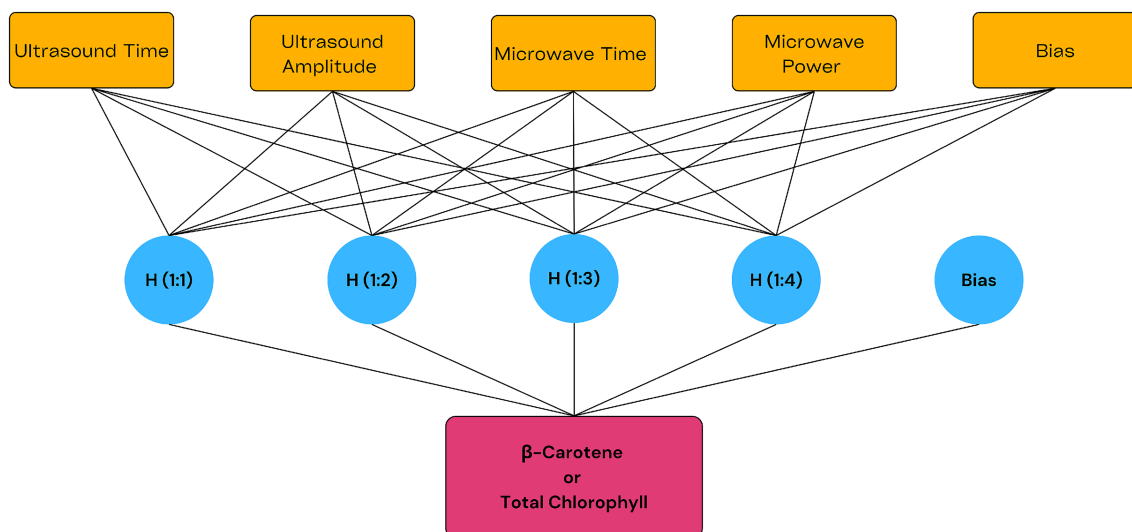 Ultrasound Time
Ultrasound
Amplitude
Microwave Time
Microwave
Power
Bias
H (1:1)
H (1:2)
H (1:3)
H (1:4)
Bias
β-Carotene
or
Total Chlorophyll